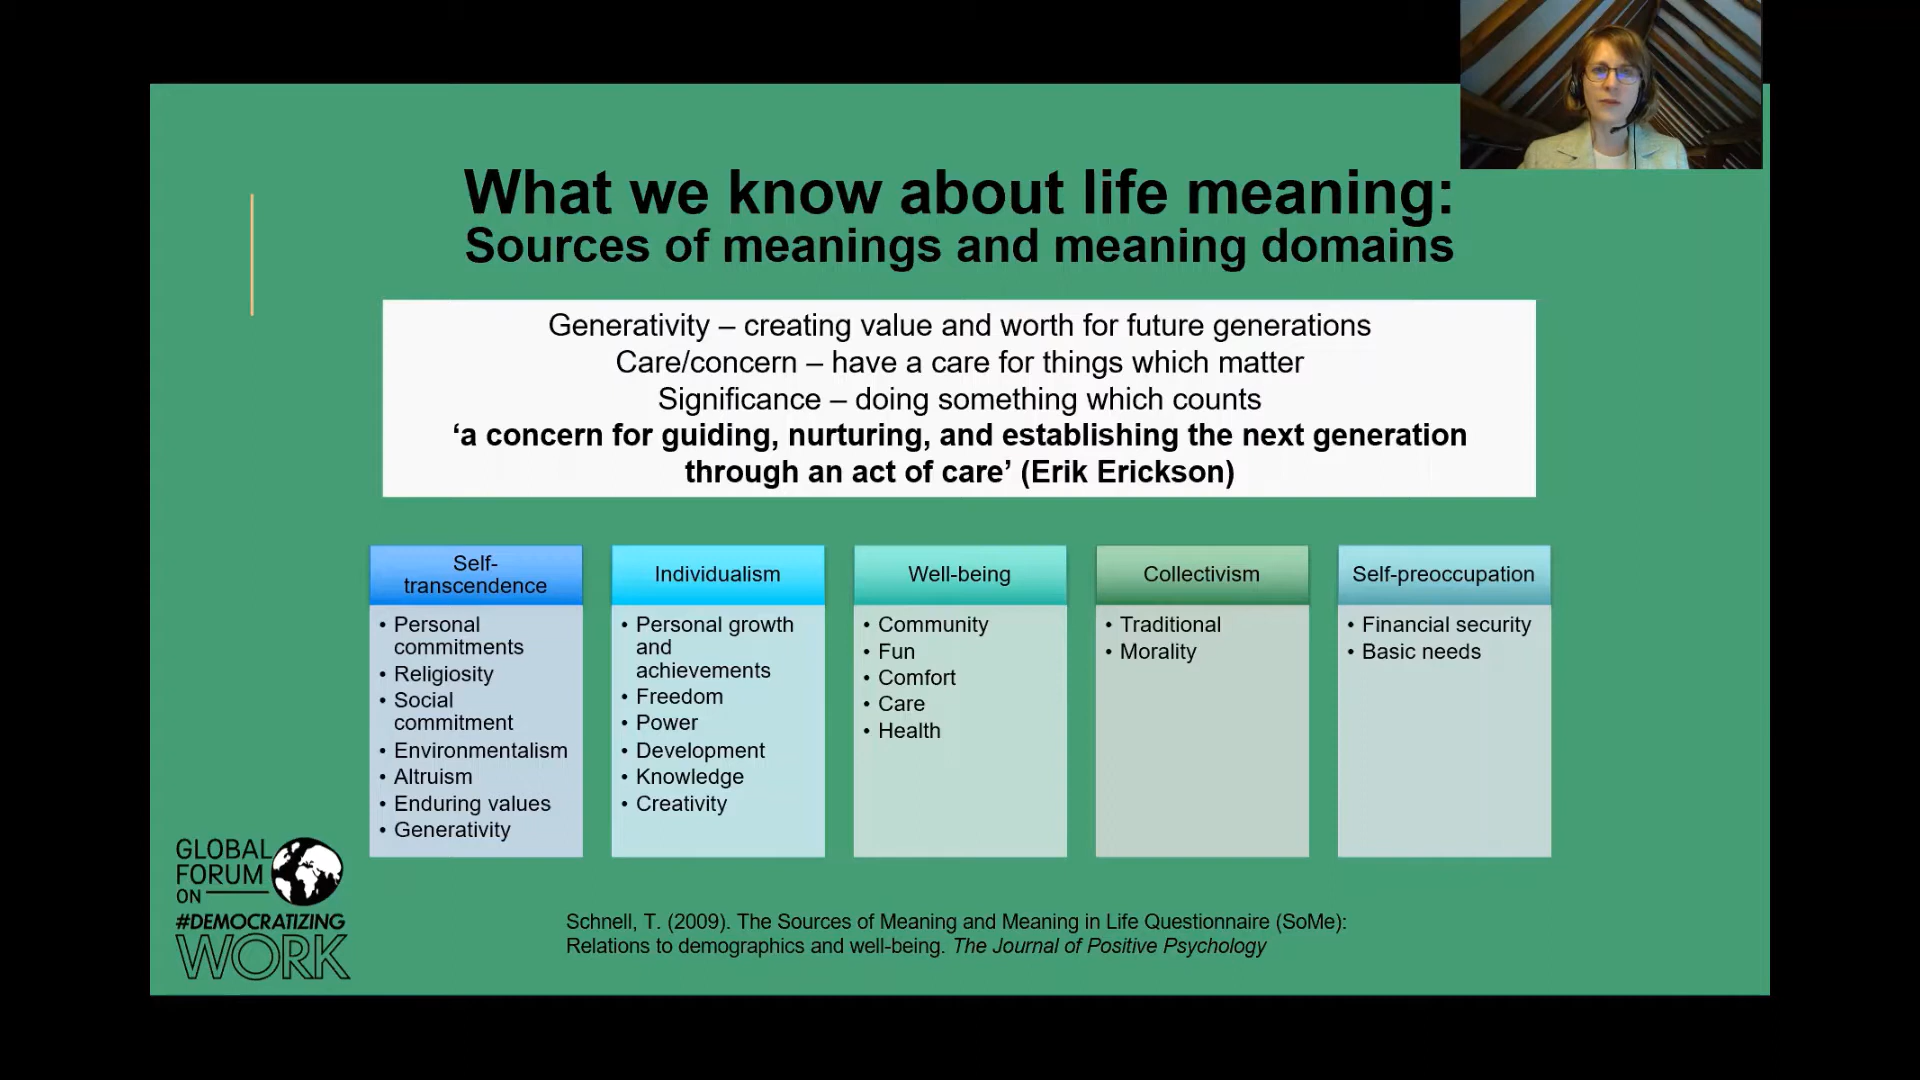 What we know about life meaning:
Sources of meanings and meaning domains
Generativity – creating value and worth for future generations
Care/concern – have a care for things which matter
Significance – doing something which counts
‘a concern for guiding, nurturing, and establishing the next generation
through an act of care’ (Erik Erickson)
Self-
transcendence
• Personal
commitments
• Religiosity
• Social
commitment
• Environmentalism
• Altruism
• Enduring values
• Generativity
Individualism
• Personal growth
and
achievements
• Freedom
• Power
• Development
• Knowledge
• Creativity
Well-being
• Community
• Fun
• Comfort
• Care
• Health
Collectivism
• Traditional
• Morality
Self-preoccupation
• Financial security
• Basic needs
GLOBAL
FORUM
ON
#DEMOCRATIZING
WORK
Schnell, T. (2009). The Sources of Meaning and Meaning in Life Questionnaire (SoMe):
Relations to demographics and well-being. The Journal of Positive Psychology